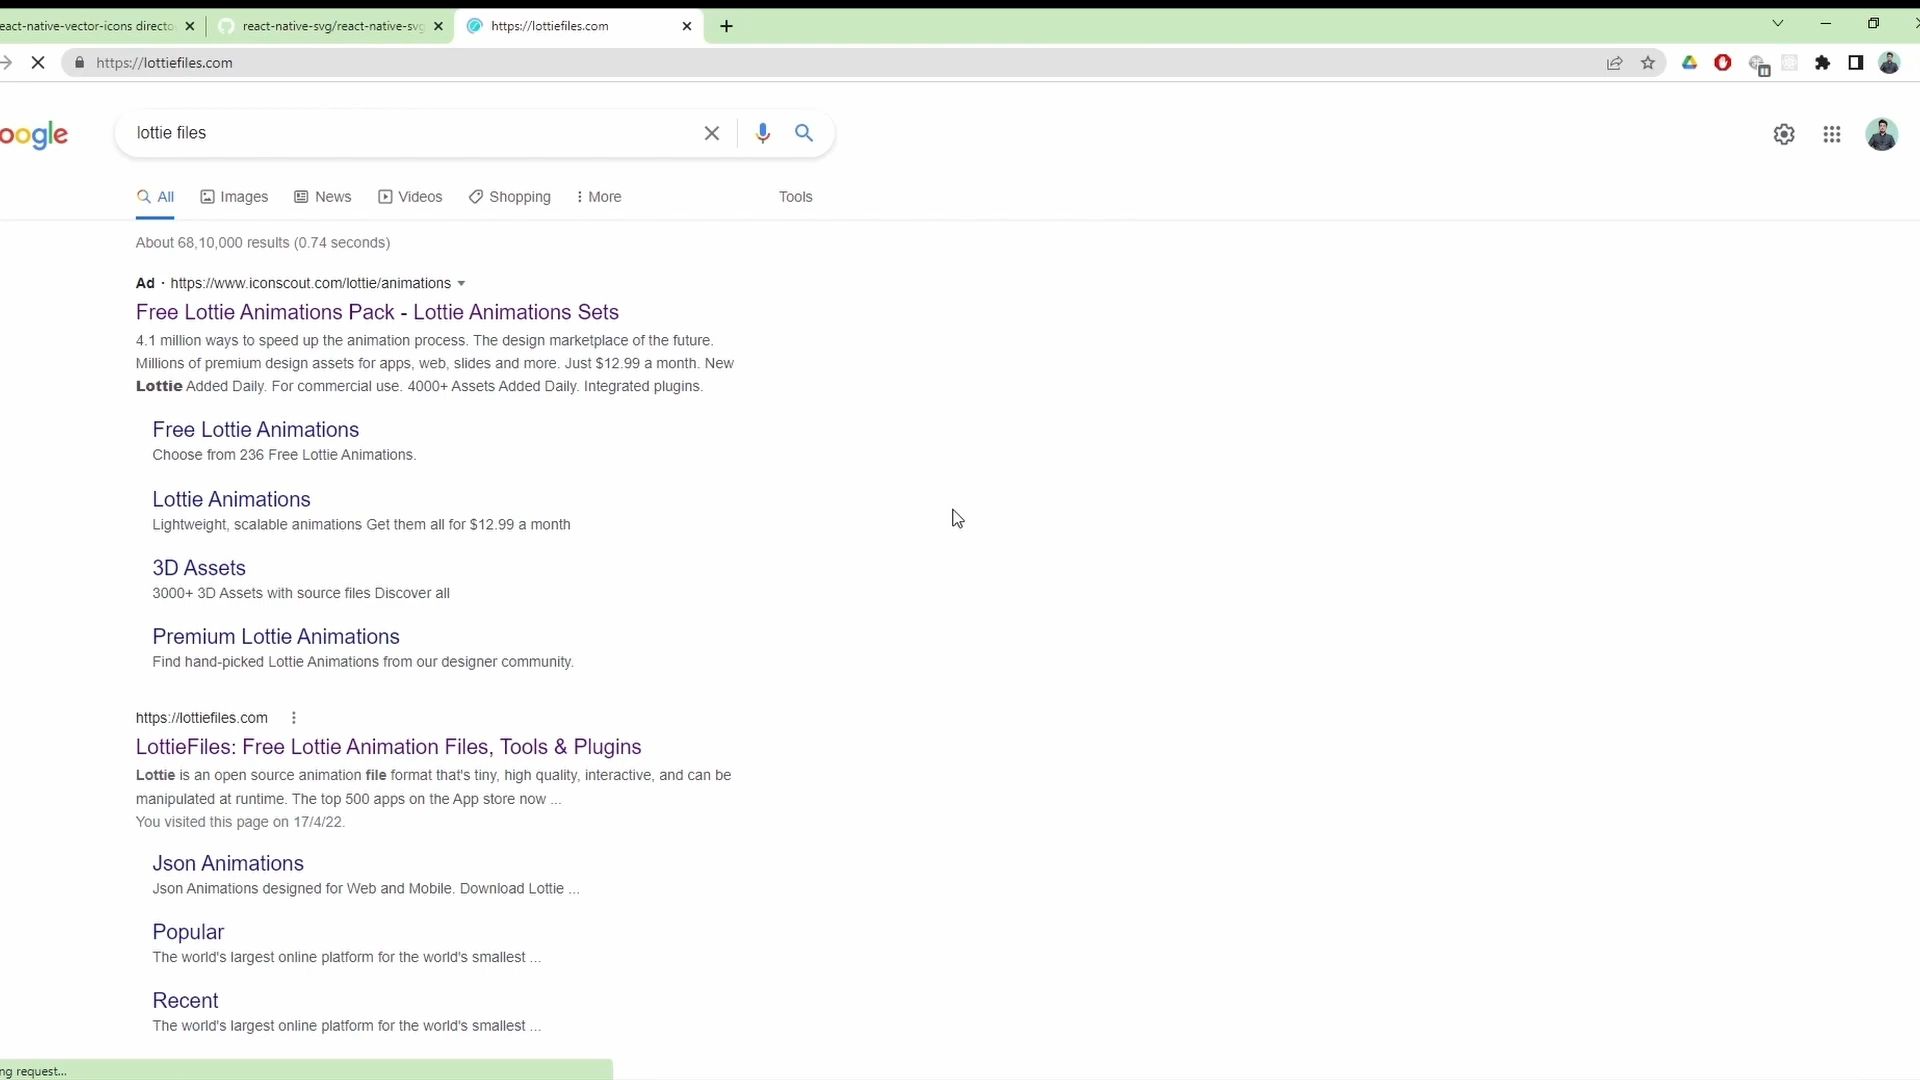 eact-native-vector-icons directo
react-native-svg/react-native-svg
https://lottiefiles.com
https://lottiefiles.com
oogle
lottie files
All
Images
News
Videos
Shopping
More
Tools
About 68,10,000 results (0.74 seconds)
Ad · https://www.iconscout.com/lottie/animations
Free Lottie Animations Pack - Lottie Animations Sets
4.1 million ways to speed up the animation process. The design marketplace of the future.
Millions of premium design assets for apps, web, slides and more. Just $12.99 a month. New
Lottie Added Daily. For commercial use. 4000+ Assets Added Daily. Integrated plugins.
Free Lottie Animations
Choose from 236 Free Lottie Animations.
Lottie Animations
Lightweight, scalable animations Get them all for $12.99 a month
3D Assets
3000+ 3D Assets with source files Discover all
Premium Lottie Animations
Find hand-picked Lottie Animations from our designer community.
https://lottiefiles.com
LottieFiles: Free Lottie Animation Files, Tools & Plugins
Lottie is an open source animation file format that's tiny, high quality, interactive, and can be
manipulated at runtime. The top 500 apps on the App store now ...
You visited this page on 17/4/22.
Json Animations
Json Animations designed for Web and Mobile. Download Lottie ...
Popular
The world's largest online platform for the world's smallest ...
Recent
The world's largest online platform for the world's smallest ...
ng request...